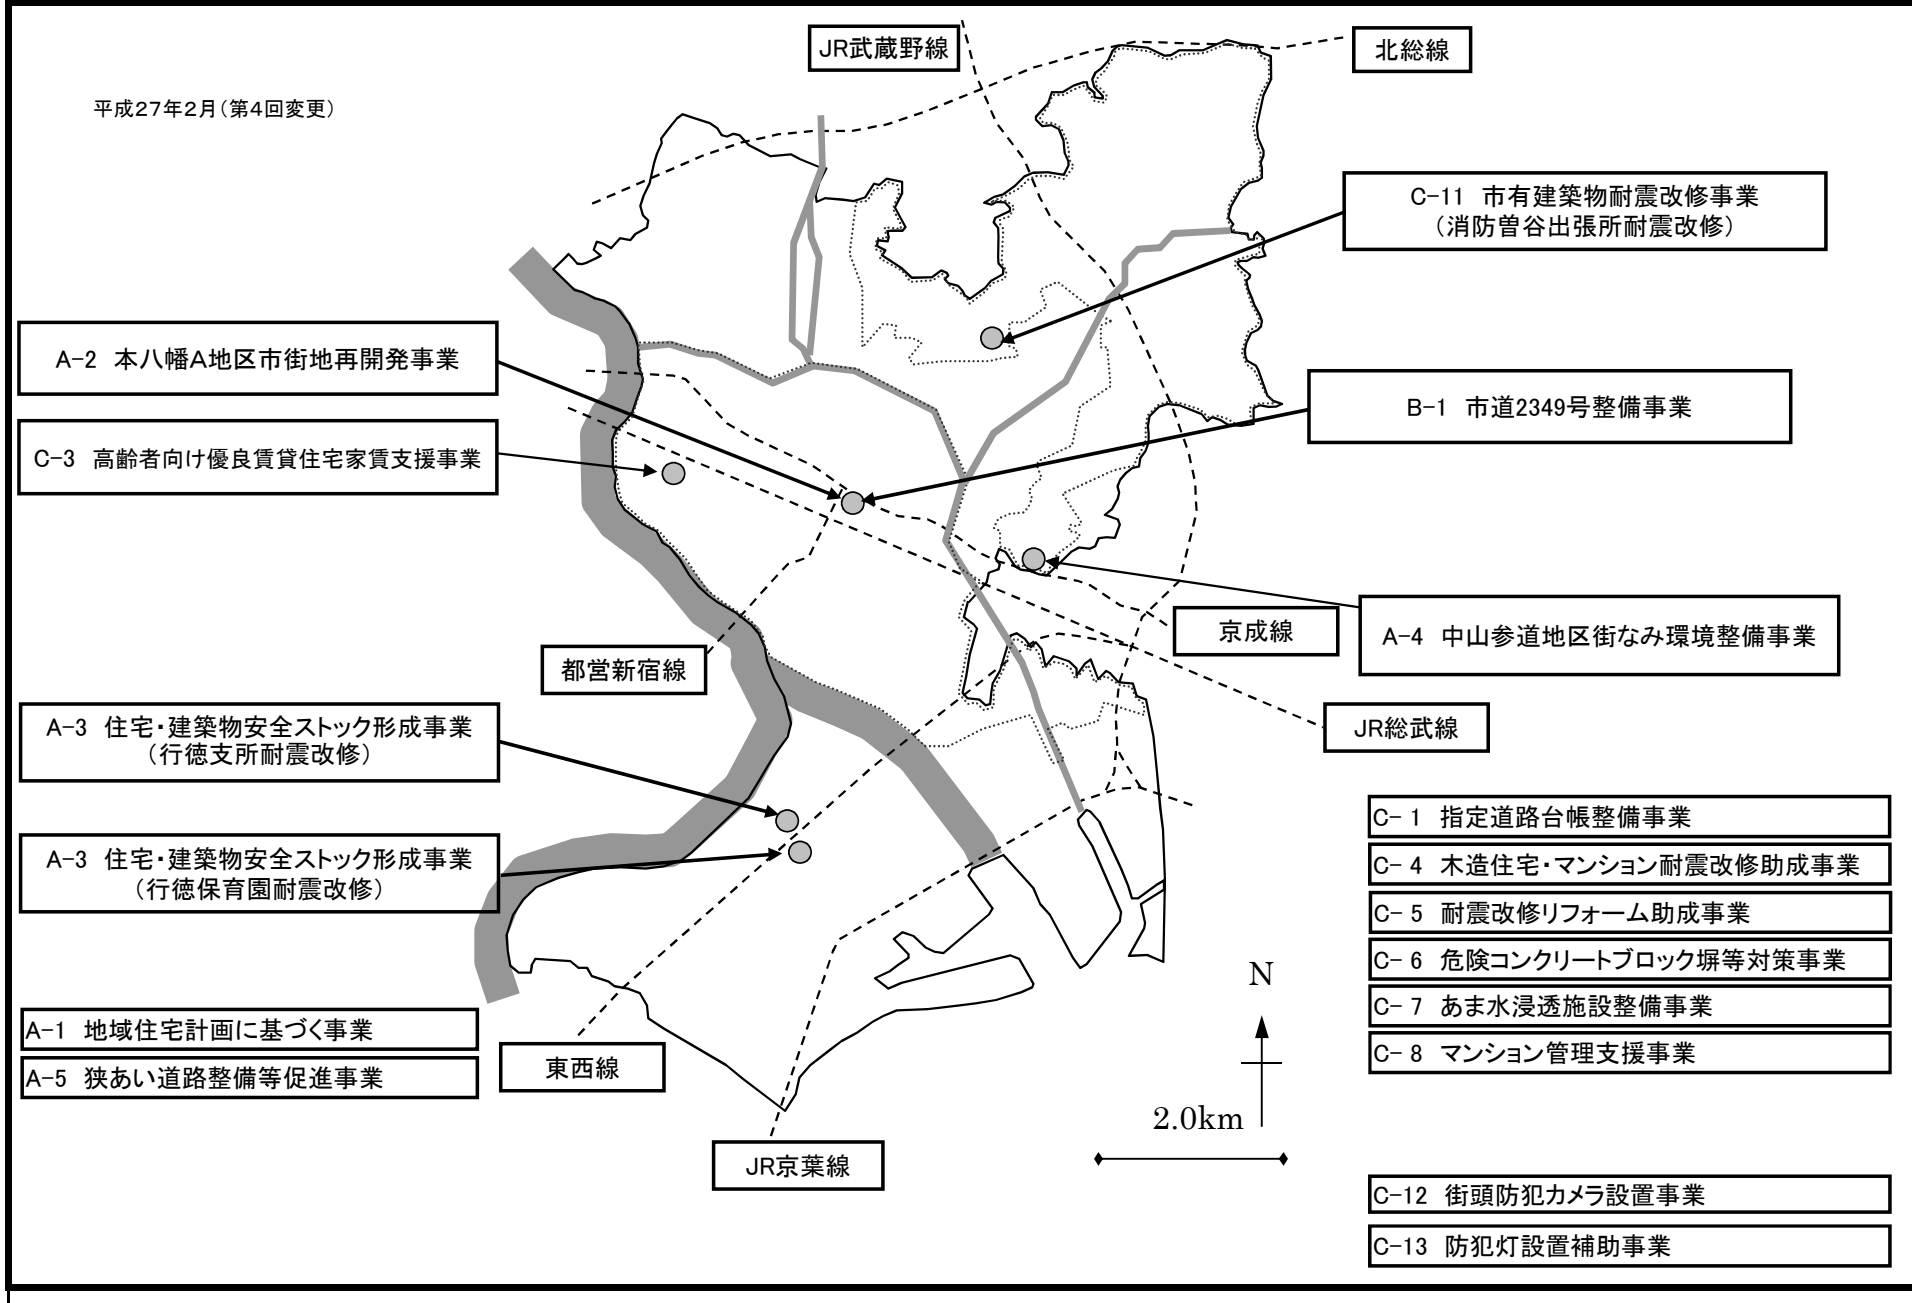 JR武蔵野線
北総線
平成27年2月(第4回変更)
C-11 市有建築物耐震改修事業
(消防曽谷出張所耐震改修)
A-2 本八幡A地区市街地再開発事業
B-1 市道2349号整備事業
C-3 高齢者向け優良賃貸住宅家賃支援事業
京成線
A-4 中山参道地区街なみ環境整備事業
都営新宿線
A-3 住宅・建築物安全ストック形成事業
(行徳支所耐震改修)
JR総武線
C- 1 指定道路台帳整備事業
A-3 住宅・建築物安全ストック形成事業
(行徳保育園耐震改修)
C- 4 木造住宅・マンション耐震改修助成事業
C- 5 耐震改修リフォーム助成事業
C- 6 危険コンクリートブロック塀等対策事業
N
C- 7 あま水浸透施設整備事業
A-1 地域住宅計画に基づく事業
C- 8 マンション管理支援事業
東西線
A-5 狭あい道路整備等促進事業
2.0km
JR京葉線
C-12 街頭防犯カメラ設置事業
C-13 防犯灯設置補助事業